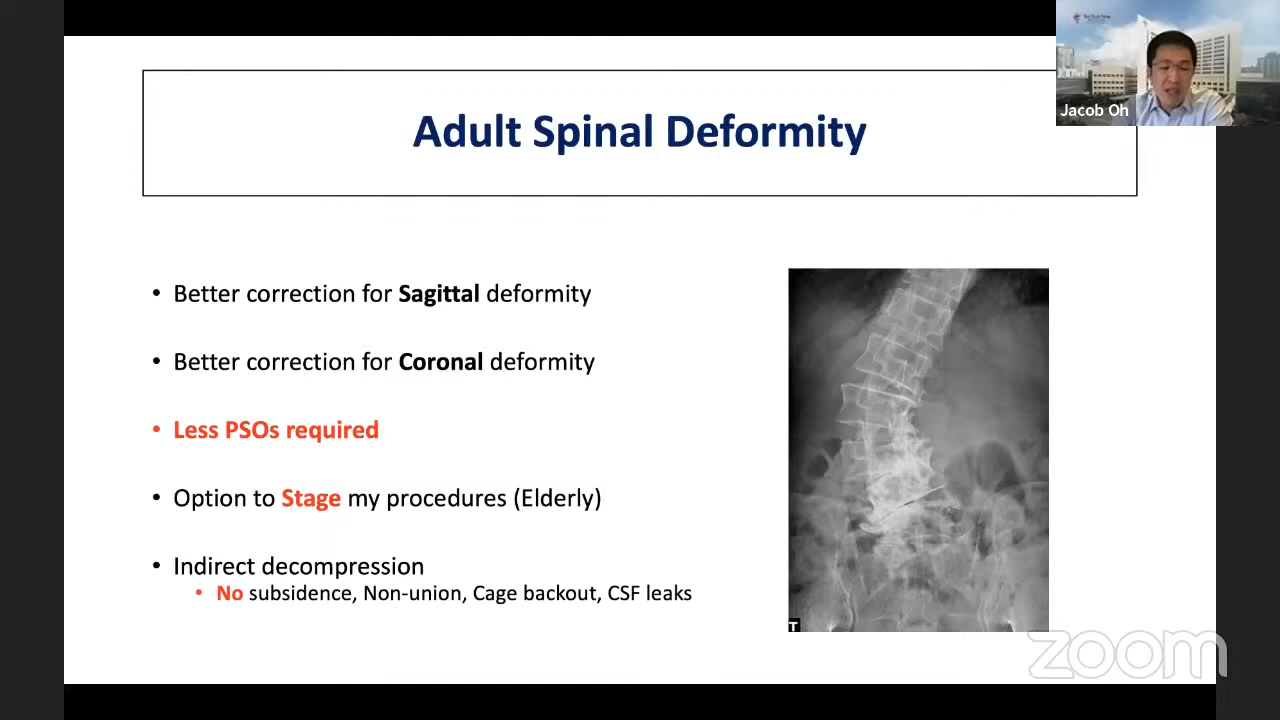 Jacob Oh
Adult Spinal Deformity
• Better correction for Sagittal deformity
• Better correction for Coronal deformity
• Less PSOs required
• Option to Stage my procedures (Elderly)
• Indirect decompression
• No subsidence, Non-union, Cage backout, CSF leaks
T
zoom